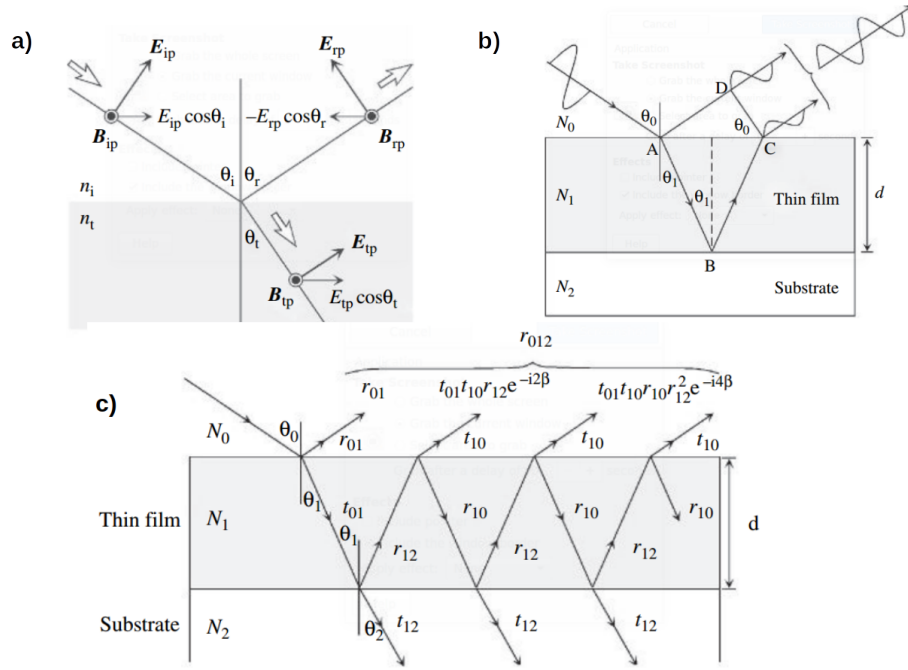 a)
E_ip
E_rp
E_ip cosθ_i
−E_rp cosθ_r
B_ip
B_rp
θ_i
θ_r
n_i
n_t
θ_t
E_tp
B_tp
E_tp cosθ_t
b)
D
N_0
θ_0
θ_0
A
C
θ_1
N_1
θ_1
Thin film
d
B
N_2
Substrate
c)
r_012
r_01
t_01t_10r_12e^−i2β
t_01t_10r_10r_12^2e^−i4β
N_0
θ_0
r_01
t_10
t_10
t_10
Thin film
N_1
θ_1
t_01
θ_1
r_12
r_10
r_12
r_10
r_12
r_10
d
Substrate
N_2
θ_2
t_12
t_12
t_12